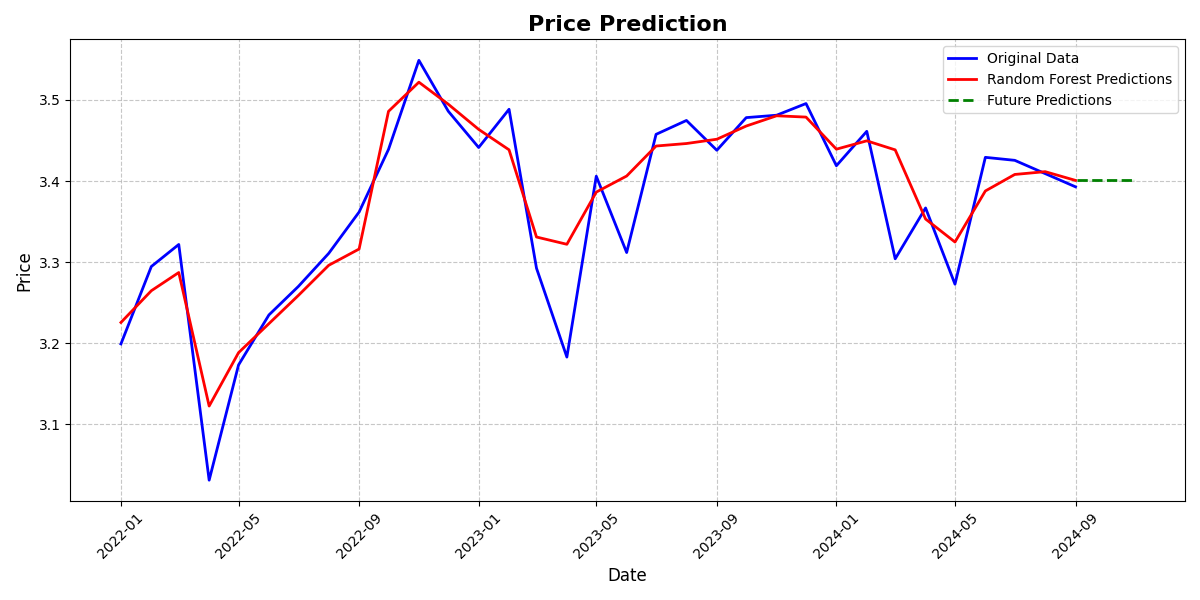 Price Prediction
Original Data
Random Forest Predictions
Future Predictions
Price
3.5
3.4
3.3
3.2
3.1
2022-01
2022-05
2022-09
2023-01
2023-05
2023-09
2024-01
2024-05
2024-09
Date